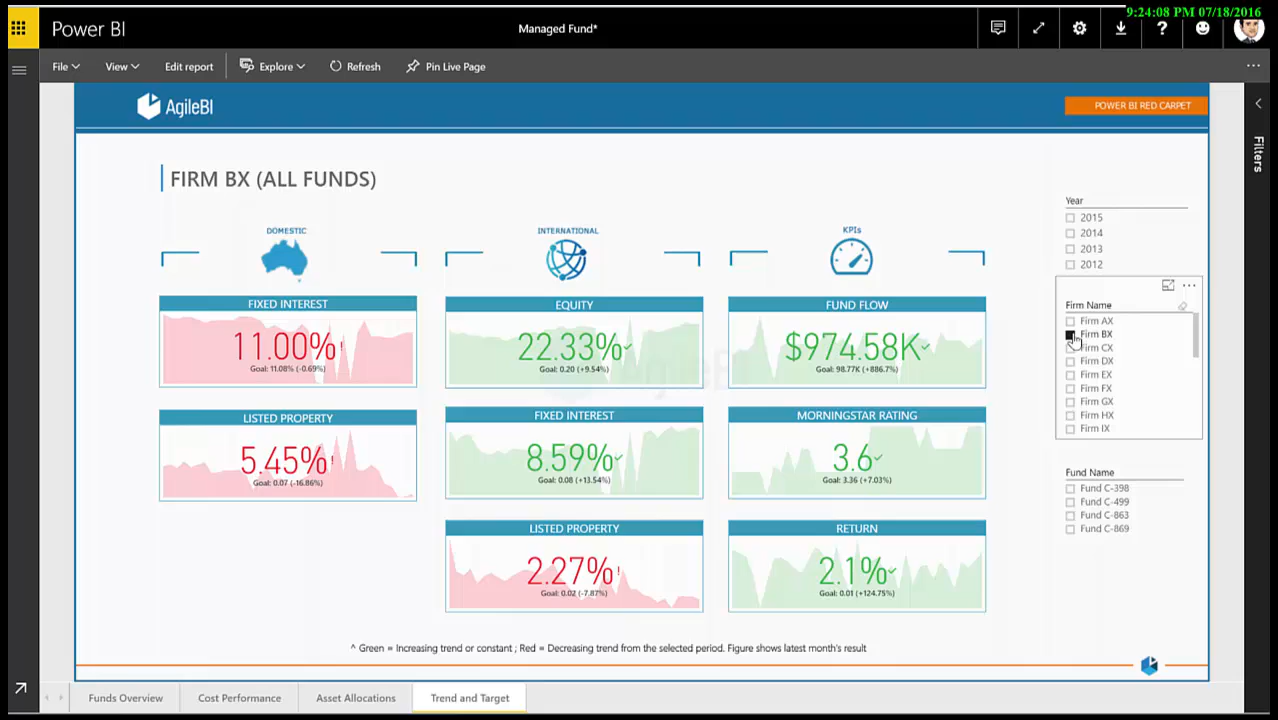 9:24:08 PM 07/18/2016
Power BI
Managed Fund*
?
File
View
Edit report
Explore
Refresh
Pin Live Page
AgileBI
POWER BI RED CARPET
Filters
FIRM BX (ALL FUNDS)
DOMESTIC
INTERNATIONAL
KPIs
FIXED INTEREST
11.00%!
Goal: 11.08% (-0.69%)
LISTED PROPERTY
5.45%!
Goal: 0.07 (-16.86%)
EQUITY
22.33%
Goal: 0.20 (+9.54%)
FIXED INTEREST
8.59%
Goal: 0.08 (+13.54%)
LISTED PROPERTY
2.27%!
Goal: 0.02 (-7.87%)
FUND FLOW
$974.58K
Goal: 98.77K (+886.7%)
MORNINGSTAR RATING
3.6
Goal: 3.36 (+7.03%)
RETURN
2.1%
Goal: 0.01 (+124.75%)
Year
2015
2014
2013
2012
Firm Name
Firm AX
Firm BX
Firm CX
Firm DX
Firm EX
Firm FX
Firm GX
Firm HX
Firm IX
Fund Name
Fund C-398
Fund C-499
Fund C-863
Fund C-869
AgileBI
^ Green = Increasing trend or constant ; Red = Decreasing trend from the selected period. Figure shows latest month's result
Funds Overview
Cost Performance
Asset Allocations
Trend and Target